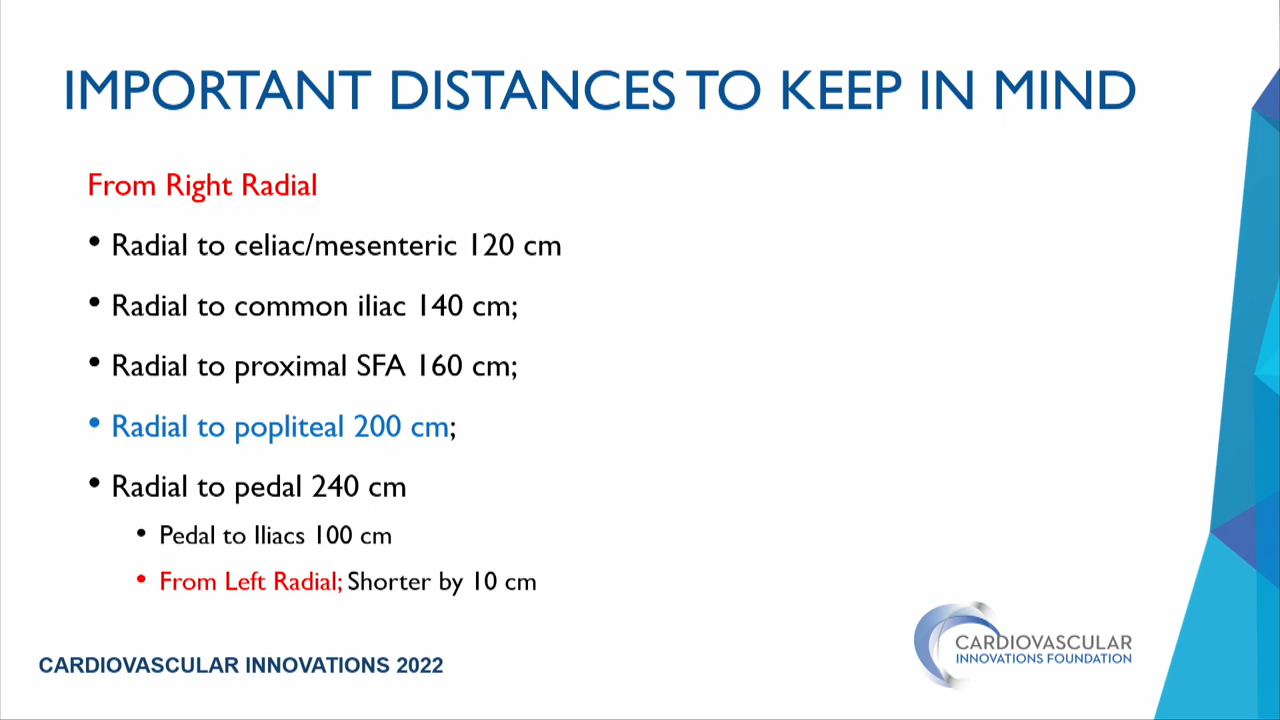 IMPORTANT DISTANCES TO KEEP IN MIND
From Right Radial
• Radial to celiac/mesenteric 120 cm
• Radial to common iliac 140 cm;
• Radial to proximal SFA 160 cm;
• Radial to popliteal 200 cm;
• Radial to pedal 240 cm
• Pedal to Iliacs 100 cm
• From Left Radial; Shorter by 10 cm
CARDIOVASCULAR
INNOVATIONS FOUNDATION
CARDIOVASCULAR INNOVATIONS 2022